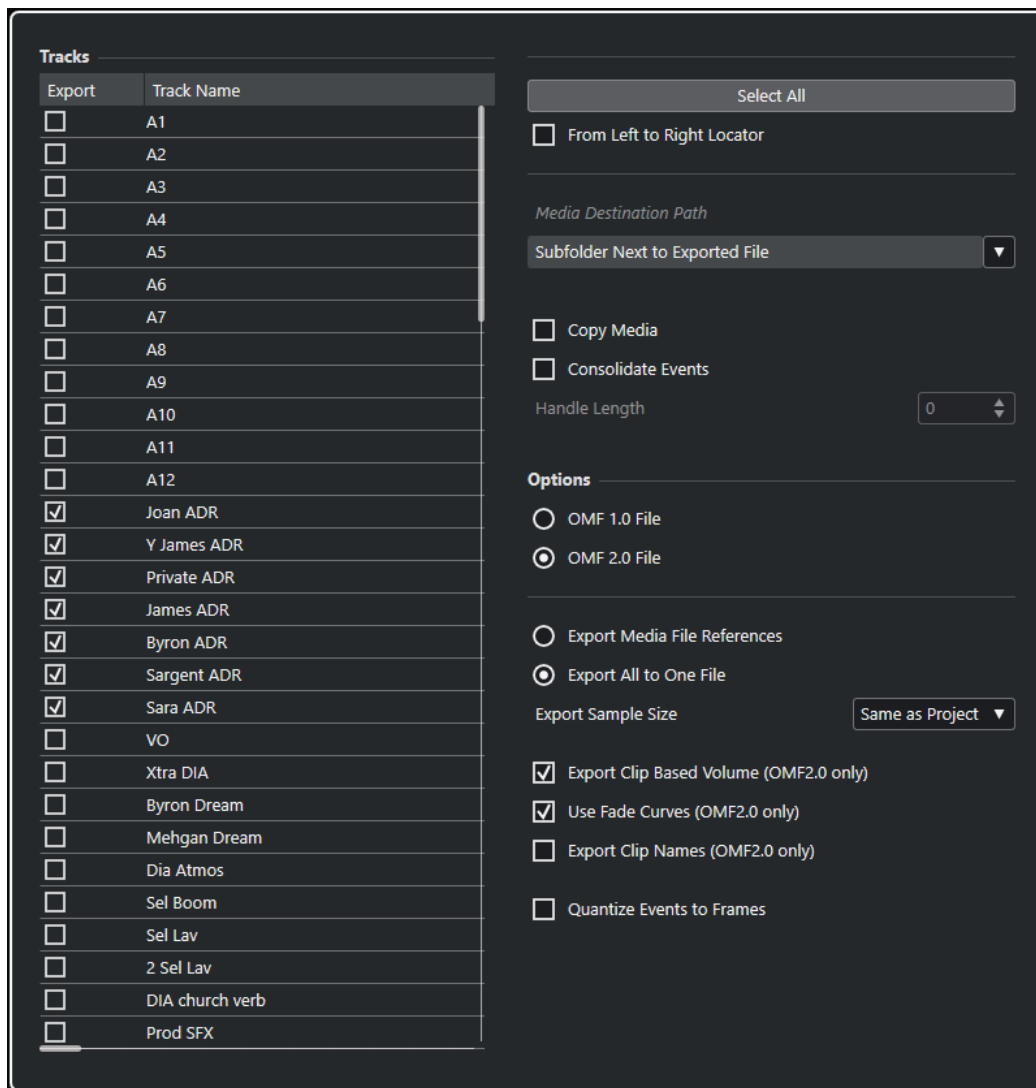 Tracks
Export Track Name
A1
A2
A3
A4
A5
A6
A7
A8
A9
A10
A11
A12
Joan ADR
Y James ADR
Private ADR
James ADR
Byron ADR
Sargent ADR
Sara ADR
VO
Xtra DIA
Byron Dream
Mehgan Dream
Dia Atmos
Sel Boom
Sel Lav
2 Sel Lav
DIA church verb
Prod SFX
Select All
From Left to Right Locator
Media Destination Path
Subfolder Next to Exported File
Copy Media
Consolidate Events
Handle Length 0
Options
OMF 1.0 File
OMF 2.0 File
Export Media File References
Export All to One File
Export Sample Size Same as Project
Export Clip Based Volume (OMF2.0 only)
Use Fade Curves (OMF2.0 only)
Export Clip Names (OMF2.0 only)
Quantize Events to Frames